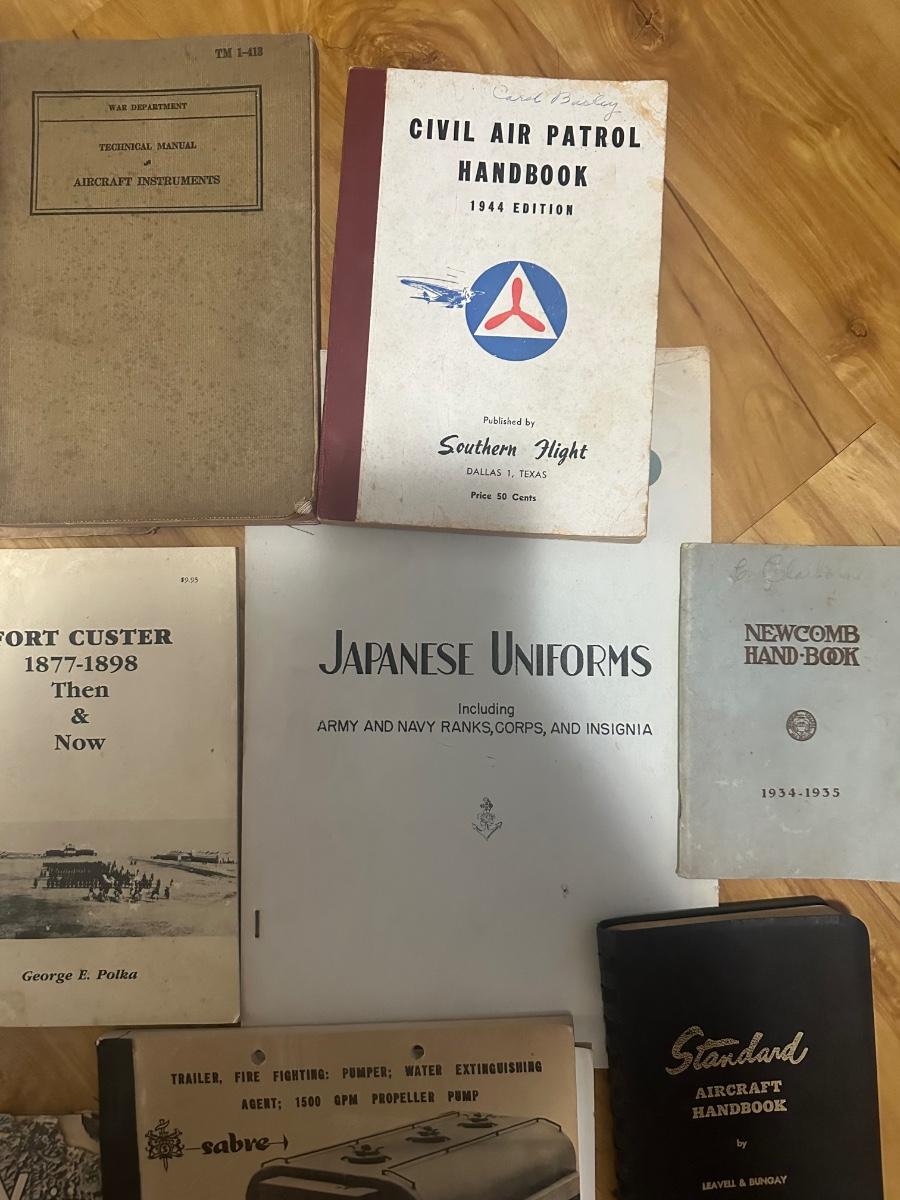 TM 1-413
WAR DEPARTMENT
TECHNICAL MANUAL
AIRCRAFT INSTRUMENTS
Carol
CIVIL AIR PATROL
HANDBOOK
1944 EDITION
Published by
Southern Flight
DALLAS 1, TEXAS
Price 50 Cents
$9.95
FORT CUSTER
1877-1898
Then
&
Now
George E. Polka
JAPANESE UNIFORMS
Including
ARMY AND NAVY RANKS, CORPS, AND INSIGNIA
NEWCOMB
HAND-BOOK
1934-1935
TRAILER, FIRE FIGHTING: PUMPER; WATER EXTINGUISHING
AGENT; 1500 GPM PROPELLER PUMP
sabre
Standard
AIRCRAFT
HANDBOOK
by
LEAVELL & BUNGAY